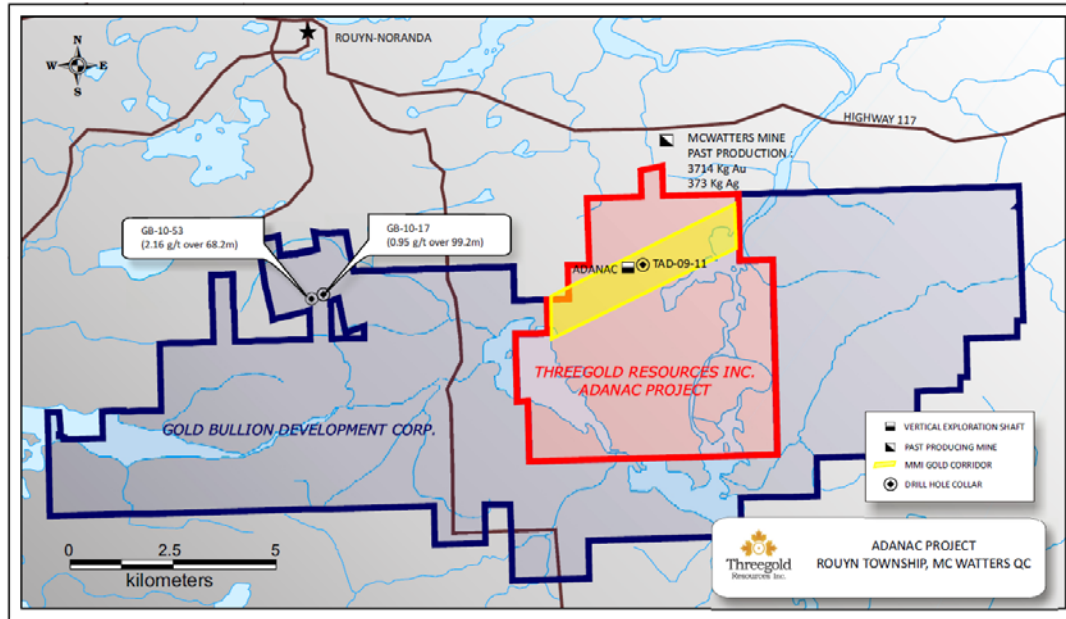 N
W E
S
ROUYN-NORANDA
HIGHWAY 117
MCWATTERS MINE
PAST PRODUCTION :
3714 Kg Au
373 Kg Ag
GB-10-53
(2.16 g/t over 68.2m)
GB-10-17
(0.95 g/t over 99.2m)
ADANAC
TAD-09-11
THREEGOLD RESOURCES INC.
ADANAC PROJECT
GOLD BULLION DEVELOPMENT CORP.
VERTICAL EXPLORATION SHAFT
PAST PRODUCING MINE
MMI GOLD CORRIDOR
DRILL HOLE COLLAR
0 2.5 5
kilometers
Threegold
Resources Inc.
ADANAC PROJECT
ROUYN TOWNSHIP, MC WATTERS QC